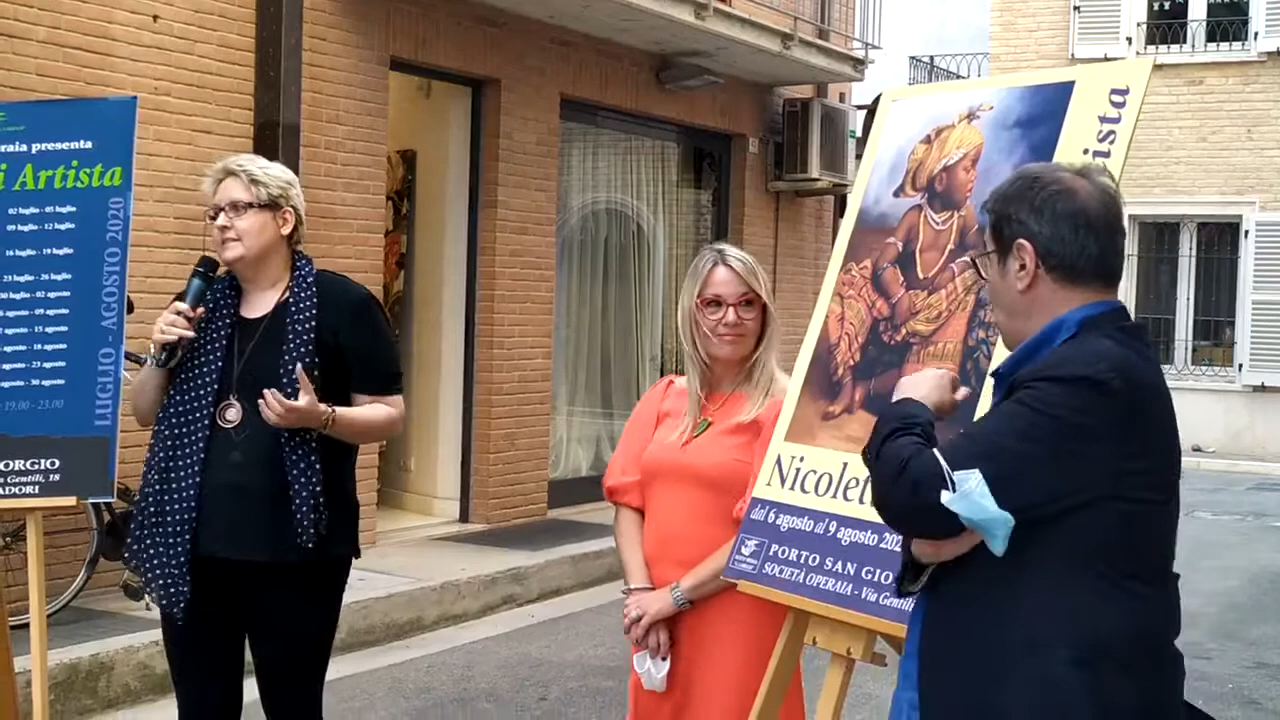 raia presenta
i Artista
02 luglio - 05 luglio
09 luglio - 12 luglio
16 luglio - 19 luglio
23 luglio - 26 luglio
30 luglio - 02 agosto
6 agosto - 09 agosto
agosto - 15 agosto
agosto - 18 agosto
agosto - 23 agosto
agosto - 30 agosto
19.00 - 23.00
LUGLIO - AGOSTO 2020
ORGIO
Gentili, 18
ADORI
ista
Nicolet
dal 6 agosto al 9 agosto 202
PORTO SAN GIO
SOCIETÀ OPERAIA - Via Gentili